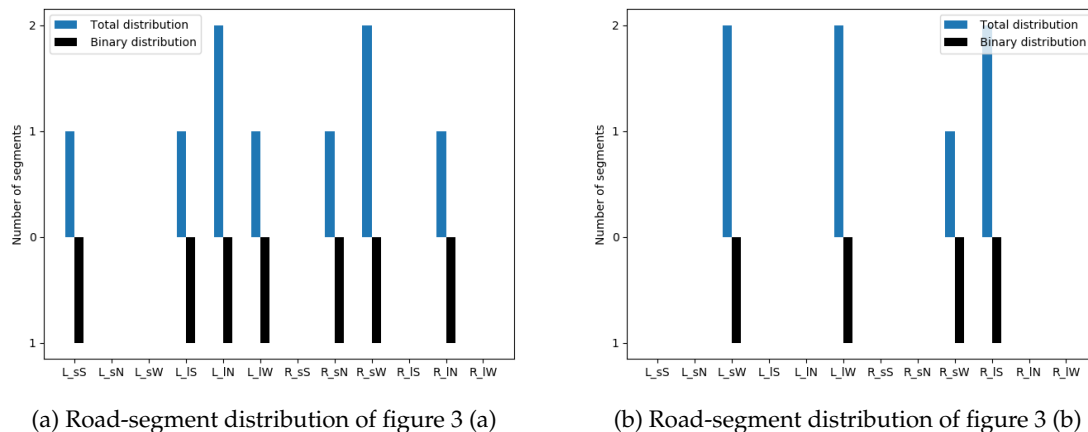 2
1
0
1
Number of segments
Total distribution
Binary distribution
L_sS L_sN L_sW L_lS L_lN L_lW R_sS R_sN R_sW R_lS R_lN R_lW
(a) Road-segment distribution of figure 3 (a)
2
1
0
1
Number of segments
Total distribution
Binary distribution
L_sS L_sN L_sW L_lS L_lN L_lW R_sS R_sN R_sW R_lS R_lN R_lW
(b) Road-segment distribution of figure 3 (b)